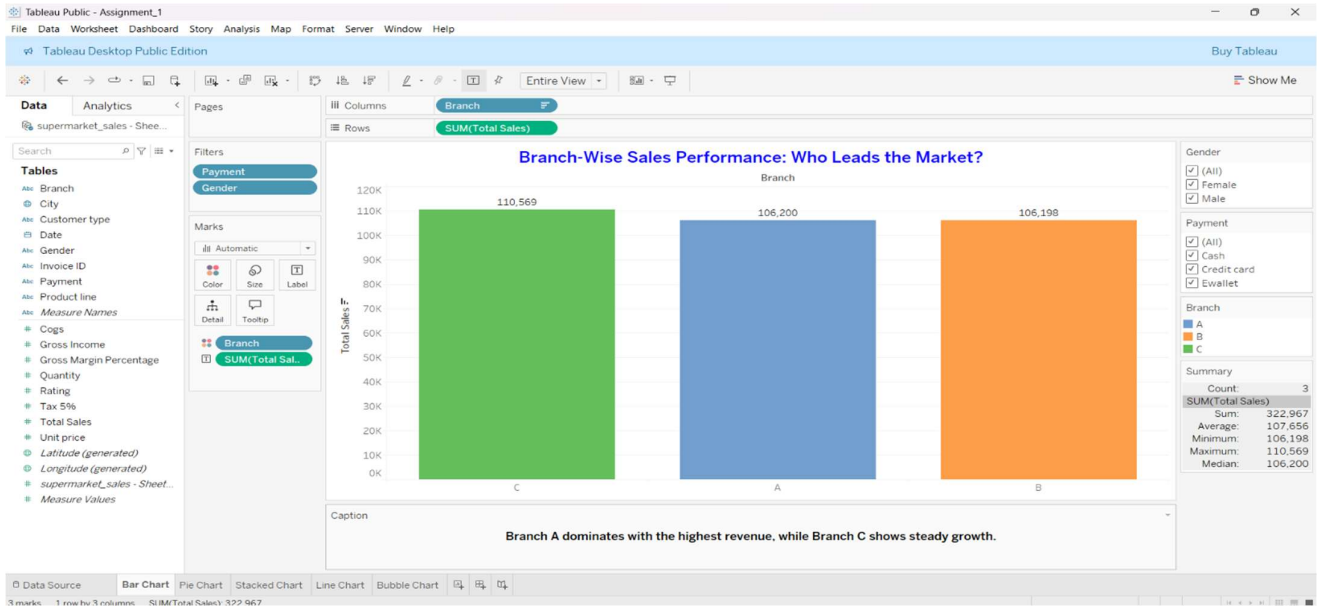 Tableau Public - Assignment_1
File Data Worksheet Dashboard Story Analysis Map Format Server Window Help
Tableau Desktop Public Edition
Buy Tableau
Entire View
Show Me
Data Analytics
supermarket_sales - Shee...
Search
Tables
Abc Branch
City
Abc Customer type
Date
Abc Gender
Abc Invoice ID
Abc Payment
Abc Product line
Abc Measure Names
# Cogs
# Gross Income
# Gross Margin Percentage
# Quantity
# Rating
# Tax 5%
# Total Sales
# Unit price
Latitude (generated)
Longitude (generated)
# supermarket_sales - Sheet...
# Measure Values
Pages
Filters
Payment
Gender
Marks
Automatic
Color Size Label
Detail Tooltip
Branch
SUM(Total Sal..
Columns Branch
Rows SUM(Total Sales)
Branch-Wise Sales Performance: Who Leads the Market?
Branch
Total Sales
120K
110K
100K
90K
80K
70K
60K
50K
40K
30K
20K
10K
0K
110,569
106,200
106,198
C A B
Caption
Branch A dominates with the highest revenue, while Branch C shows steady growth.
Gender
(All)
Female
Male
Payment
(All)
Cash
Credit card
Ewallet
Branch
A
B
C
Summary
Count: 3
SUM(Total Sales)
Sum: 322,967
Average: 107,656
Minimum: 106,198
Maximum: 110,569
Median: 106,200
Data Source Bar Chart Pie Chart Stacked Chart Line Chart Bubble Chart
3 marks 1 row by 3 columns SUM(Total Sales): 322,967